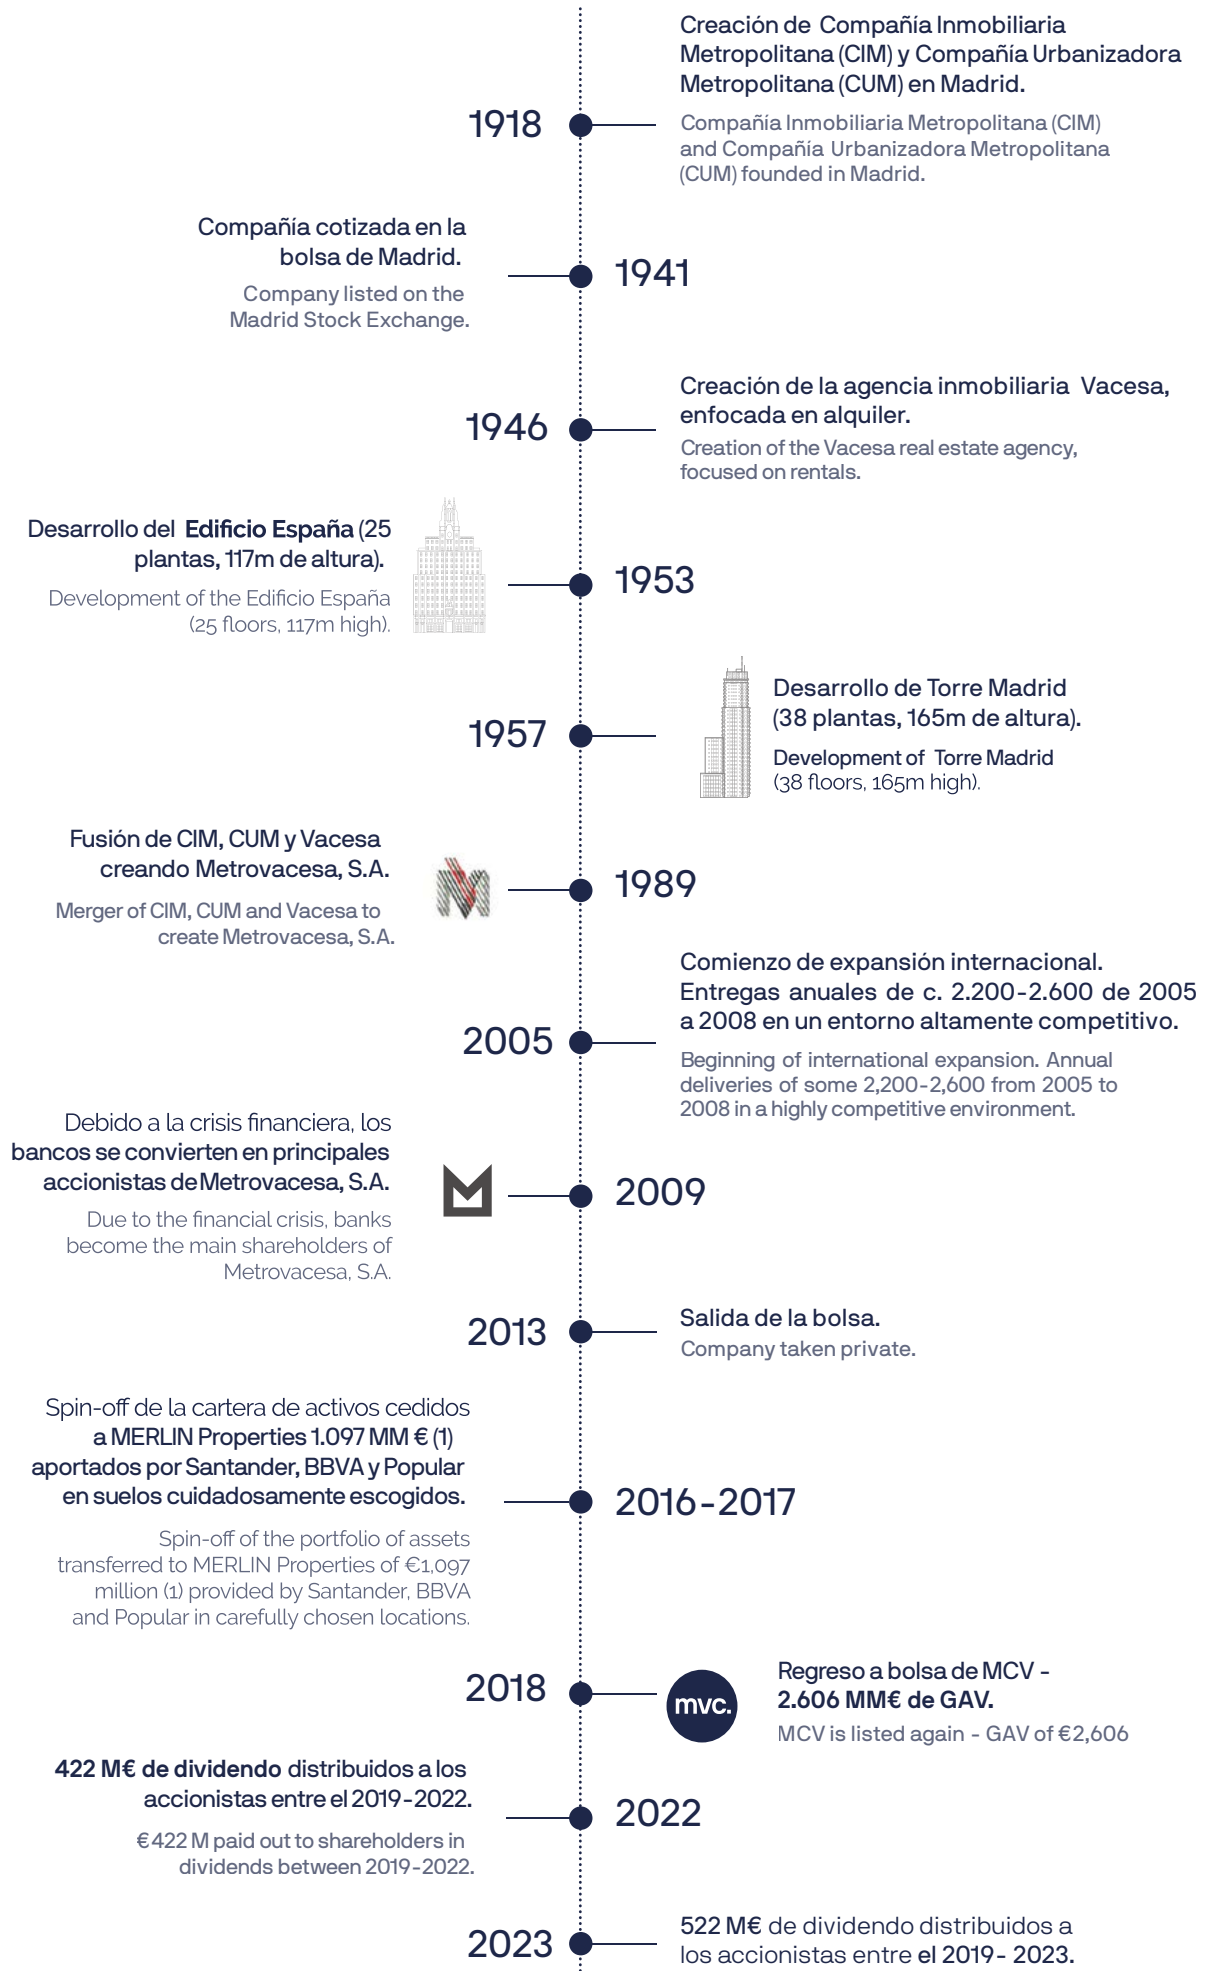 Creación de Compañía Inmobiliaria
Metropolitana (CIM) y Compañía Urbanizadora
Metropolitana (CUM) en Madrid.
1918
Compañía Inmobiliaria Metropolitana (CIM)
and Compañía Urbanizadora Metropolitana
(CUM) founded in Madrid.
Compañía cotizada en la
bolsa de Madrid.
1941
Company listed on the
Madrid Stock Exchange.
Creación de la agencia inmobiliaria Vacesa,
enfocada en alquiler.
1946
Creation of the Vacesa real estate agency,
focused on rentals.
Desarrollo del Edificio España (25
plantas, 117m de altura).
1953
Development of the Edificio España
(25 floors, 117m high).
Desarrollo de Torre Madrid
(38 plantas, 165m de altura).
1957
Development of Torre Madrid
(38 floors, 165m high).
Fusión de CIM, CUM y Vacesa
creando Metrovacesa, S.A.
1989
Merger of CIM, CUM and Vacesa to
create Metrovacesa, S.A.
Comienzo de expansión internacional.
Entregas anuales de c. 2.200-2.600 de 2005
a 2008 en un entorno altamente competitivo.
2005
Beginning of international expansion. Annual
deliveries of some 2,200-2,600 from 2005 to
2008 in a highly competitive environment.
Debido a la crisis financiera, los
bancos se convierten en principales
accionistas de Metrovacesa, S.A.
2009
Due to the financial crisis, banks
become the main shareholders of
Metrovacesa, S.A.
2013
Salida de la bolsa.
Company taken private.
Spin-off de la cartera de activos cedidos
a MERLIN Properties 1.097 MM € (1)
aportados por Santander, BBVA y Popular
en suelos cuidadosamente escogidos.
2016-2017
Spin-off of the portfolio of assets
transferred to MERLIN Properties of €1,097
million (1) provided by Santander, BBVA
and Popular in carefully chosen locations.
2018
mvc.
Regreso a bolsa de MCV -
2.606 MM€ de GAV.
MCV is listed again - GAV of €2,606
422 M€ de dividendo distribuidos a los
accionistas entre el 2019-2022.
2022
€422 M paid out to shareholders in
dividends between 2019-2022.
2023
522 M€ de dividendo distribuidos a
los accionistas entre el 2019- 2023.